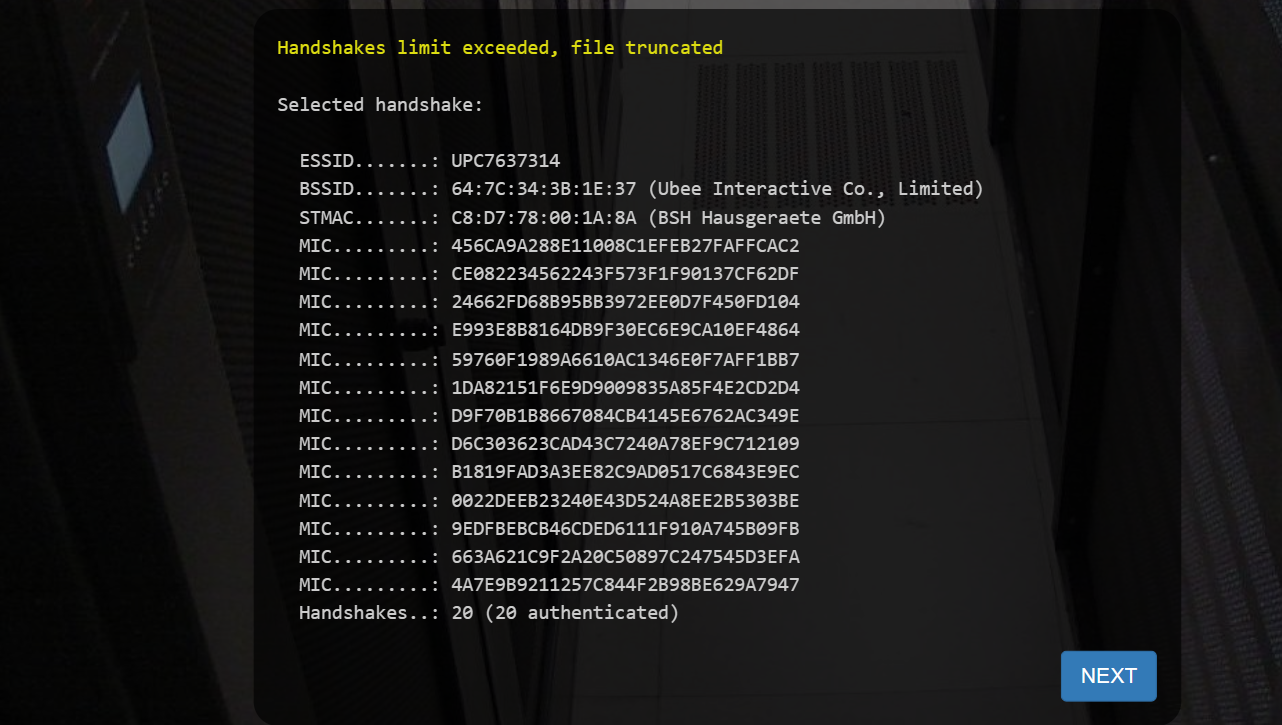 Handshakes limit exceeded, file truncated
Selected handshake:
ESSID.......: UPC7637314
BSSID.......: 64:7C:34:3B:1E:37 (Ubee Interactive Co., Limited)
STMAC.......: C8:D7:78:00:1A:8A (BSH Hausgeraete GmbH)
MIC.........: 456CA9A288E11008C1EFEB27FAFFCAC2
MIC.........: CE082234562243F573F1F90137CF62DF
MIC.........: 24662FD68B95BB3972EE0D7F450FD104
MIC.........: E993E8B8164DB9F30EC6E9CA10EF4864
MIC.........: 59760F1989A6610AC1346E0F7AFF1BB7
MIC.........: 1DA82151F6E9D9009835A85F4E2CD2D4
MIC.........: D9F70B1B8667084CB4145E6762AC349E
MIC.........: D6C303623CAD43C7240A78EF9C712109
MIC.........: B1819FAD3A3EE82C9AD0517C6843E9EC
MIC.........: 0022DEEB23240E43D524A8EE2B5303BE
MIC.........: 9EDFBEBCB46CDED6111F910A745B09FB
MIC.........: 663A621C9F2A20C50897C247545D3EFA
MIC.........: 4A7E9B9211257C844F2B98BE629A7947
Handshakes..: 20 (20 authenticated)
NEXT